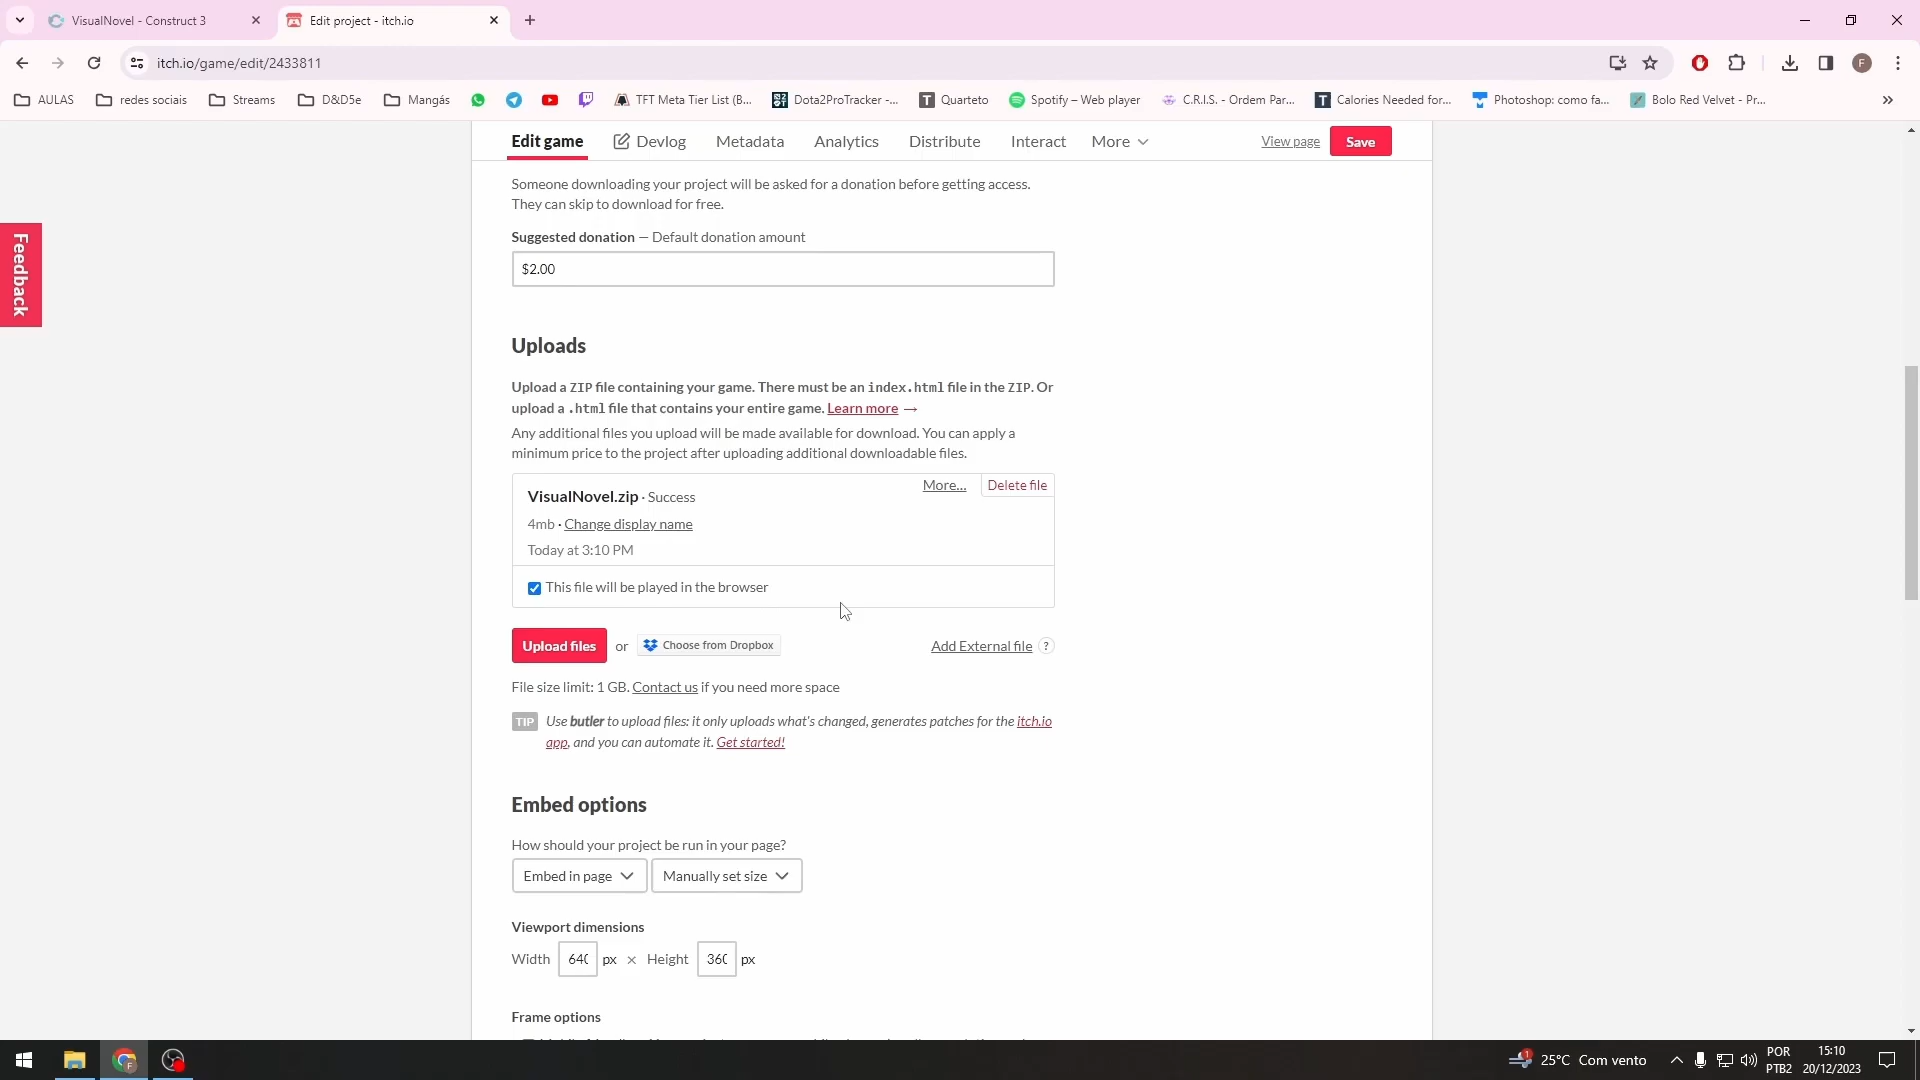 VisualNovel - Construct 3
Edit project - itch.io
itch.io/game/edit/2433811
F
AULAS
redes sociais
Streams
D&D5e
Mangás
TFT Meta Tier List (B...
Dota2ProTracker -...
Quarteto
Spotify – Web player
C.R.I.S. - Ordem Par...
Calories Needed for...
Photoshop: como fa...
Bolo Red Velvet - Pr...
Edit game
Devlog
Metadata
Analytics
Distribute
Interact
More
View page
Save
Feedback
Someone downloading your project will be asked for a donation before getting access.
They can skip to download for free.
Suggested donation — Default donation amount
$2.00
Uploads
Upload a ZIP file containing your game. There must be an index.html file in the ZIP. Or
upload a .html file that contains your entire game. Learn more →
Any additional files you upload will be made available for download. You can apply a
minimum price to the project after uploading additional downloadable files.
VisualNovel.zip · Success
More...
Delete file
4mb · Change display name
Today at 3:10 PM
This file will be played in the browser
Upload files
or
Choose from Dropbox
Add External file
?
File size limit: 1 GB. Contact us if you need more space
TIP
Use butler to upload files: it only uploads what's changed, generates patches for the itch.io
app, and you can automate it. Get started!
Embed options
How should your project be run in your page?
Embed in page
Manually set size
Viewport dimensions
Width
640
px
×
Height
360
px
Frame options
1
25°C Com vento
POR
PTB2
15:10
20/12/2023